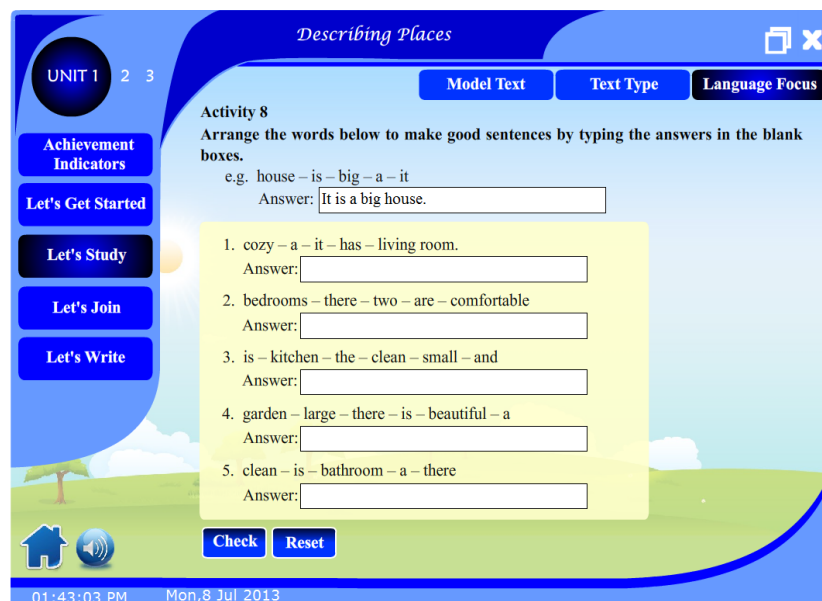 Describing Places
UNIT 1 2 3
Model Text
Text Type
Language Focus
Achievement
Indicators
Let's Get Started
Let's Study
Let's Join
Let's Write
Activity 8
Arrange the words below to make good sentences by typing the answers in the blank
boxes.
e.g. house – is – big – a – it
Answer: It is a big house.
1. cozy – a – it – has – living room.
Answer:
2. bedrooms – there – two – are – comfortable
Answer:
3. is – kitchen – the – clean – small – and
Answer:
4. garden – large – there – is – beautiful – a
Answer:
5. clean – is – bathroom – a – there
Answer:
Check
Reset
01:43:03 PM Mon,8 Jul 2013